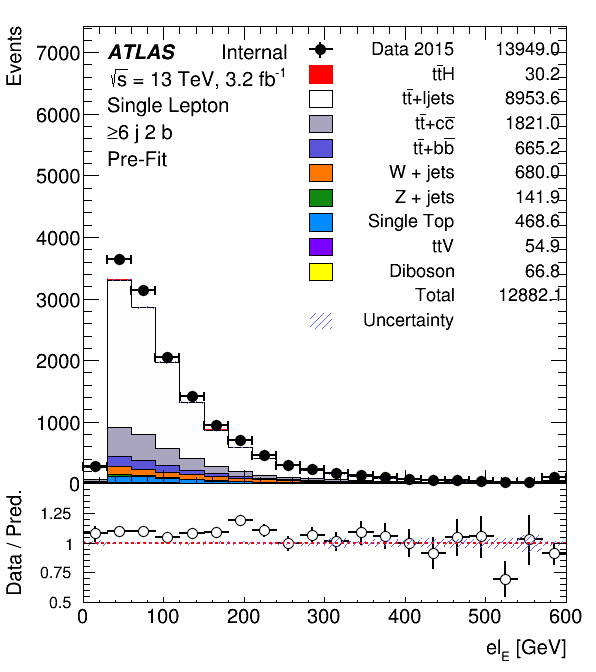 Events
7000
6000
5000
4000
3000
2000
1000
0
ATLAS Internal
√s = 13 TeV, 3.2 fb⁻¹
Single Lepton
≥6 j 2 b
Pre-Fit
Data 2015 13949.0
tt̄H 30.2
tt̄+ljets 8953.6
tt̄+cc̄ 1821.0
tt̄+bb̄ 665.2
W + jets 680.0
Z + jets 141.9
Single Top 468.6
ttV 54.9
Diboson 66.8
Total 12882.1
Uncertainty
Data / Pred.
1.25
1
0.75
0.5
0 100 200 300 400 500 600
el_E [GeV]